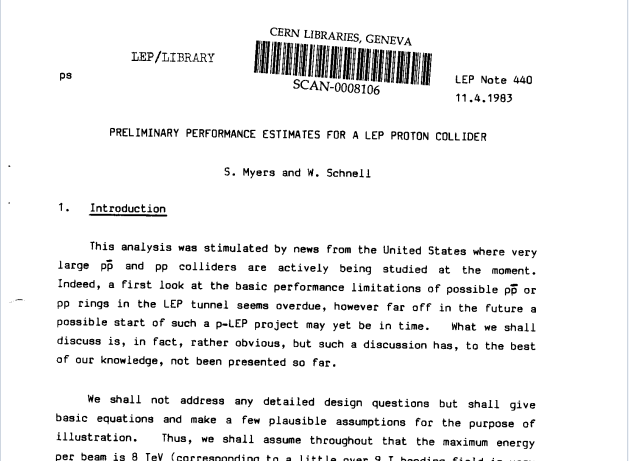 CERN LIBRARIES, GENEVA
LEP/LIBRARY
ps
SCAN-0008106
LEP Note 440
11.4.1983
PRELIMINARY PERFORMANCE ESTIMATES FOR A LEP PROTON COLLIDER
S. Myers and W. Schnell
1. Introduction
This analysis was stimulated by news from the United States where very
large pp̄ and pp colliders are actively being studied at the moment.
Indeed, a first look at the basic performance limitations of possible pp̄ or
pp rings in the LEP tunnel seems overdue, however far off in the future a
possible start of such a p-LEP project may yet be in time. What we shall
discuss is, in fact, rather obvious, but such a discussion has, to the best
of our knowledge, not been presented so far.
We shall not address any detailed design questions but shall give
basic equations and make a few plausible assumptions for the purpose of
illustration. Thus, we shall assume throughout that the maximum energy
per beam is 8 TeV (corresponding to a little over 9 T bending field in very